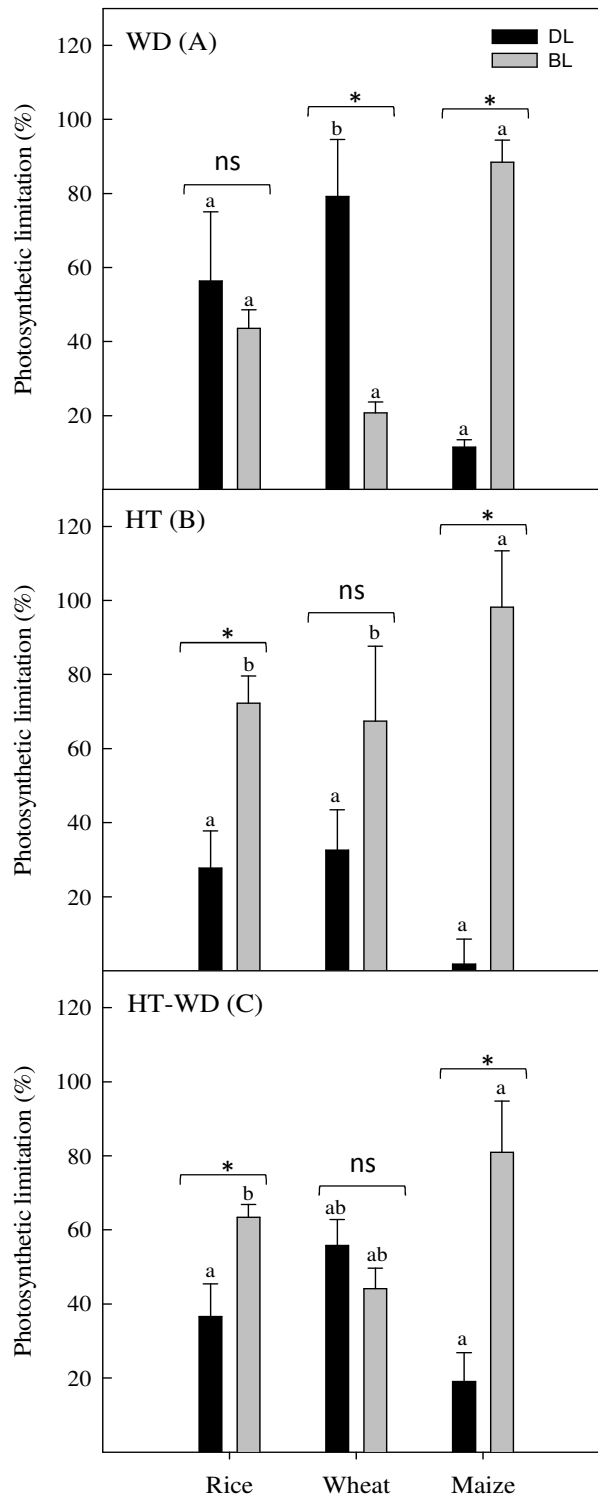 WD (A)
DL
BL
Photosynthetic limitation (%)
120
100
80
60
40
20
ns
*
*
a
a
b
a
a
a
HT (B)
Photosynthetic limitation (%)
120
100
80
60
40
20
*
ns
*
a
b
a
b
a
a
HT-WD (C)
Photosynthetic limitation (%)
120
100
80
60
40
20
*
ns
*
a
b
ab
ab
a
a
Rice Wheat Maize